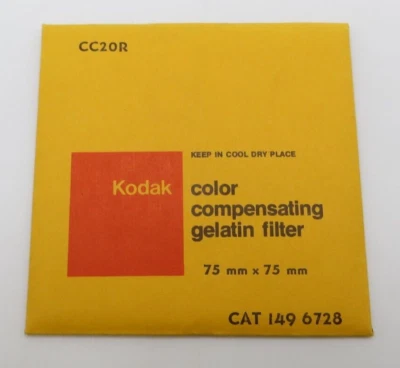 CC20R
KEEP IN COOL DRY PLACE
Kodak
color
compensating
gelatin filter
75 mm x 75 mm
CAT 149 6728